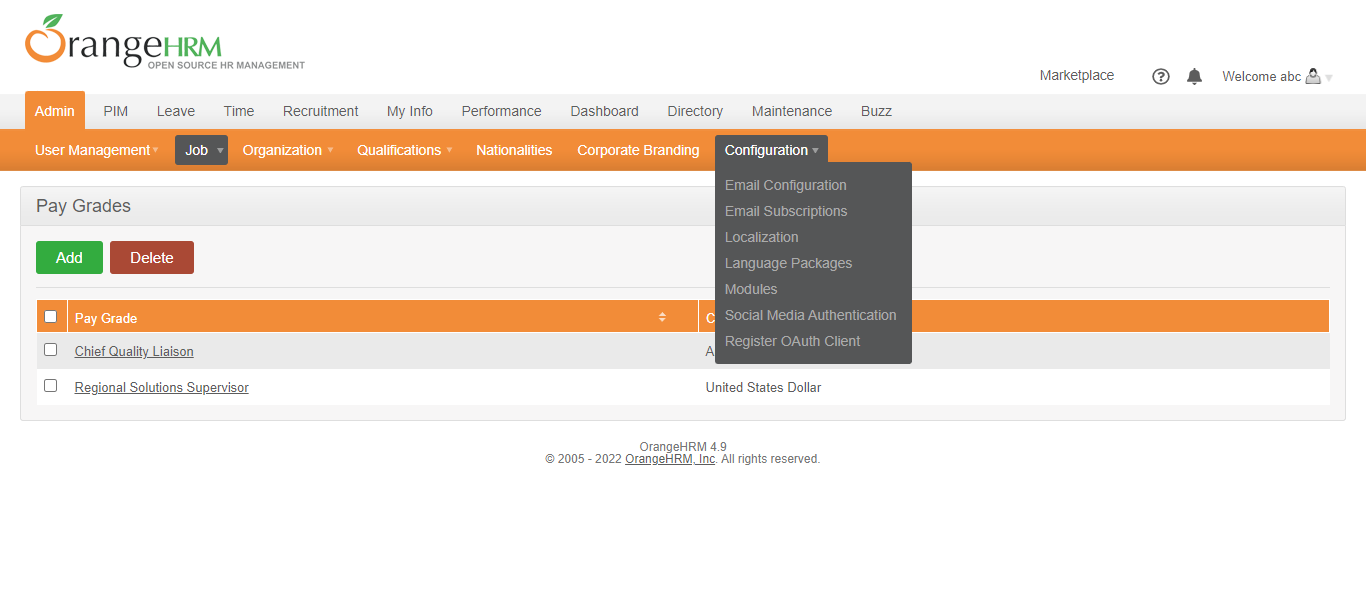 OrangeHRM
OPEN SOURCE HR MANAGEMENT
Marketplace
Welcome abc
Admin PIM Leave Time Recruitment My Info Performance Dashboard Directory Maintenance Buzz
User Management Job Organization Qualifications Nationalities Corporate Branding Configuration
Email Configuration
Email Subscriptions
Localization
Language Packages
Modules
Social Media Authentication
Register OAuth Client
Pay Grades
Add Delete
Pay Grade
Chief Quality Liaison
Regional Solutions Supervisor United States Dollar
OrangeHRM 4.9
© 2005 - 2022 OrangeHRM, Inc. All rights reserved.